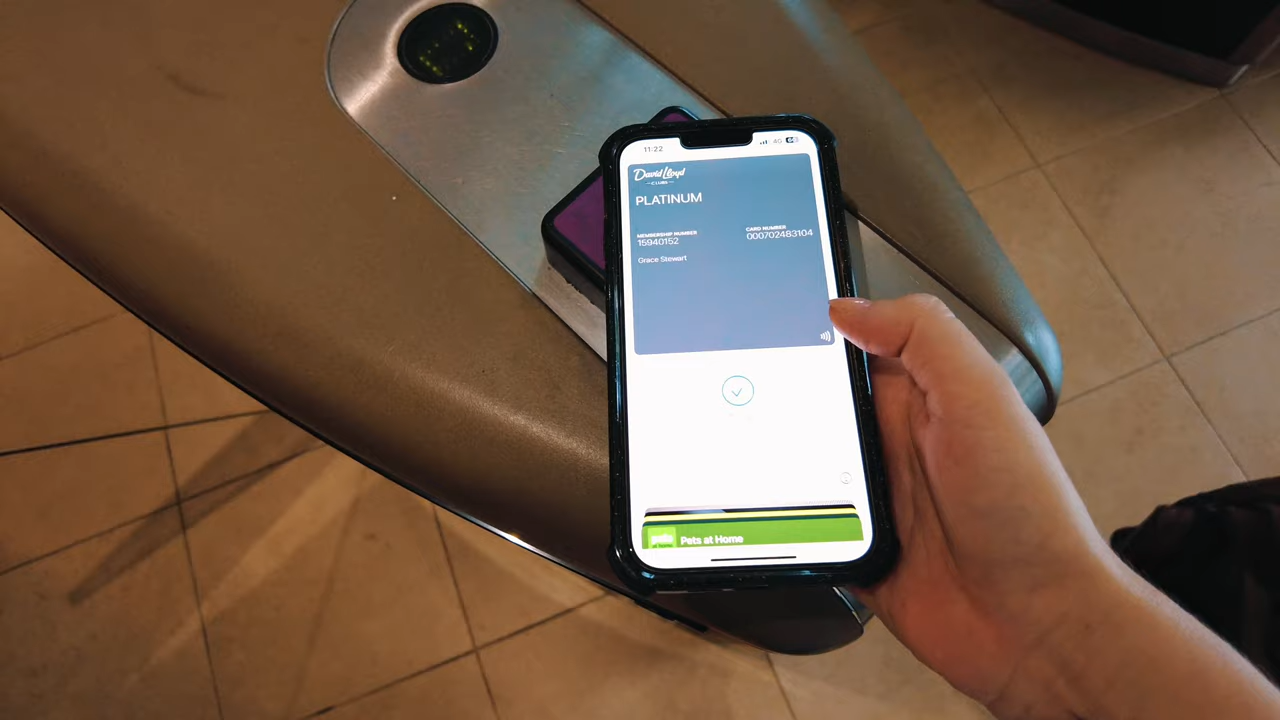 11:22
4G
David Lloyd
CLUBS
PLATINUM
MEMBERSHIP NUMBER
CARD NUMBER
15940152
000702483104
Grace Stewart
Pets at Home